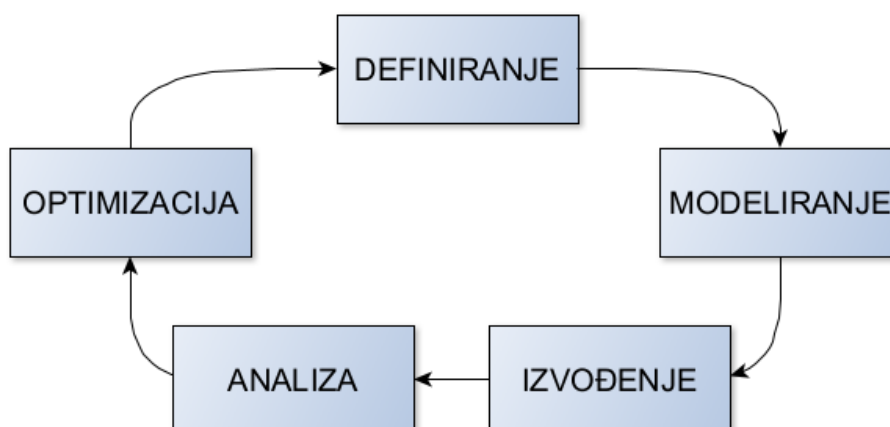 DEFINIRANJE
OPTIMIZACIJA
MODELIRANJE
ANALIZA
IZVOĐENJE